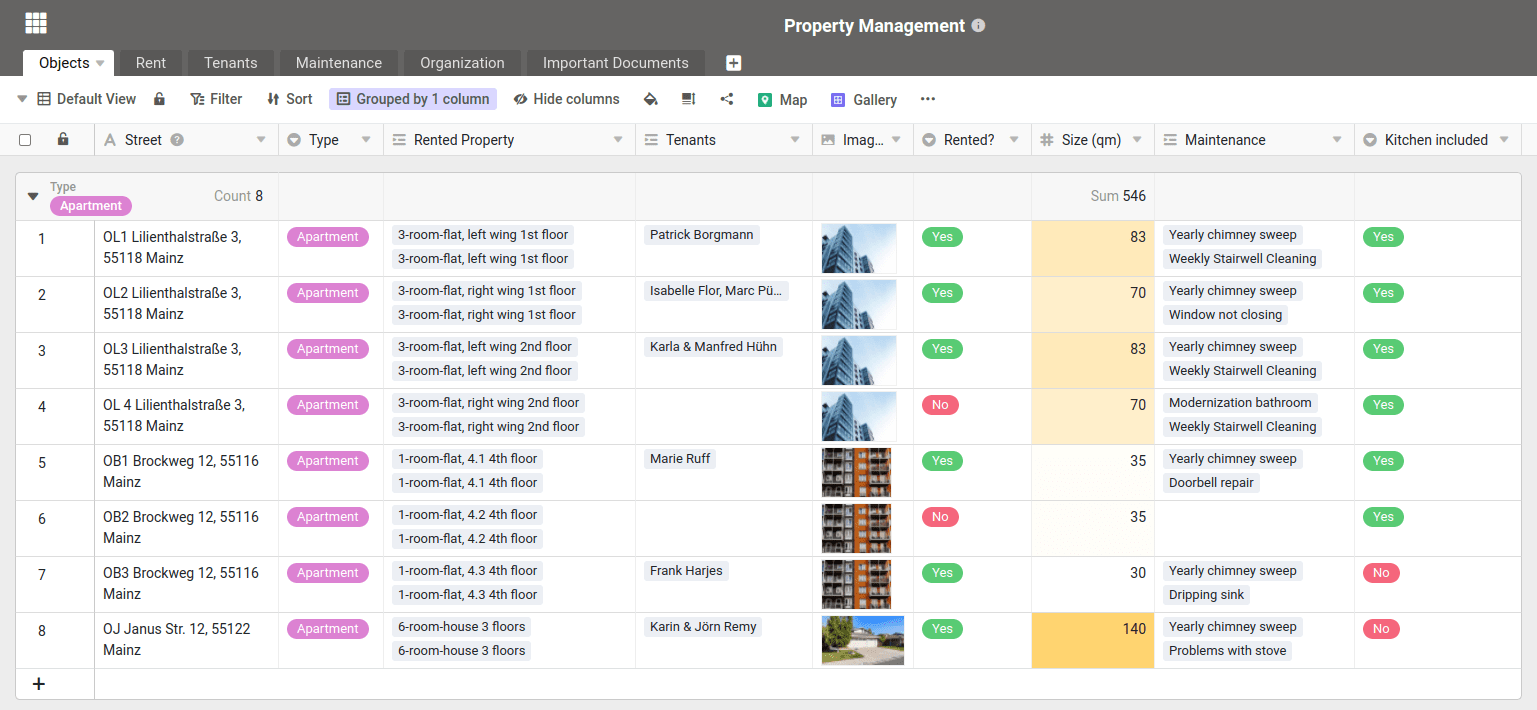 Property Management
Objects Rent Tenants Maintenance Organization Important Documents
Default View Filter Sort Grouped by 1 column Hide columns Map Gallery
Street Type Rented Property Tenants Imag... Rented? Size (qm) Maintenance Kitchen included
Type
Apartment Count 8 Sum 546
1 OL1 Lilienthalstraße 3, Apartment 3-room-flat, left wing 1st floor Patrick Borgmann Yes 83 Yearly chimney sweep Yes
55118 Mainz 3-room-flat, left wing 1st floor Weekly Stairwell Cleaning
2 OL2 Lilienthalstraße 3, Apartment 3-room-flat, right wing 1st floor Isabelle Flor, Marc Pü... Yes 70 Yearly chimney sweep Yes
55118 Mainz 3-room-flat, right wing 1st floor Window not closing
3 OL3 Lilienthalstraße 3, Apartment 3-room-flat, left wing 2nd floor Karla & Manfred Hühn Yes 83 Yearly chimney sweep Yes
55118 Mainz 3-room-flat, left wing 2nd floor Weekly Stairwell Cleaning
4 OL 4 Lilienthalstraße 3, Apartment 3-room-flat, right wing 2nd floor No 70 Modernization bathroom Yes
55118 Mainz 3-room-flat, right wing 2nd floor Weekly Stairwell Cleaning
5 OB1 Brockweg 12, 55116 Apartment 1-room-flat, 4.1 4th floor Marie Ruff Yes 35 Yearly chimney sweep Yes
Mainz 1-room-flat, 4.1 4th floor Doorbell repair
6 OB2 Brockweg 12, 55116 Apartment 1-room-flat, 4.2 4th floor No 35 Yes
Mainz 1-room-flat, 4.2 4th floor
7 OB3 Brockweg 12, 55116 Apartment 1-room-flat, 4.3 4th floor Frank Harjes Yes 30 Yearly chimney sweep No
Mainz 1-room-flat, 4.3 4th floor Dripping sink
8 OJ Janus Str. 12, 55122 Apartment 6-room-house 3 floors Karin & Jörn Remy Yes 140 Yearly chimney sweep No
Mainz 6-room-house 3 floors Problems with stove